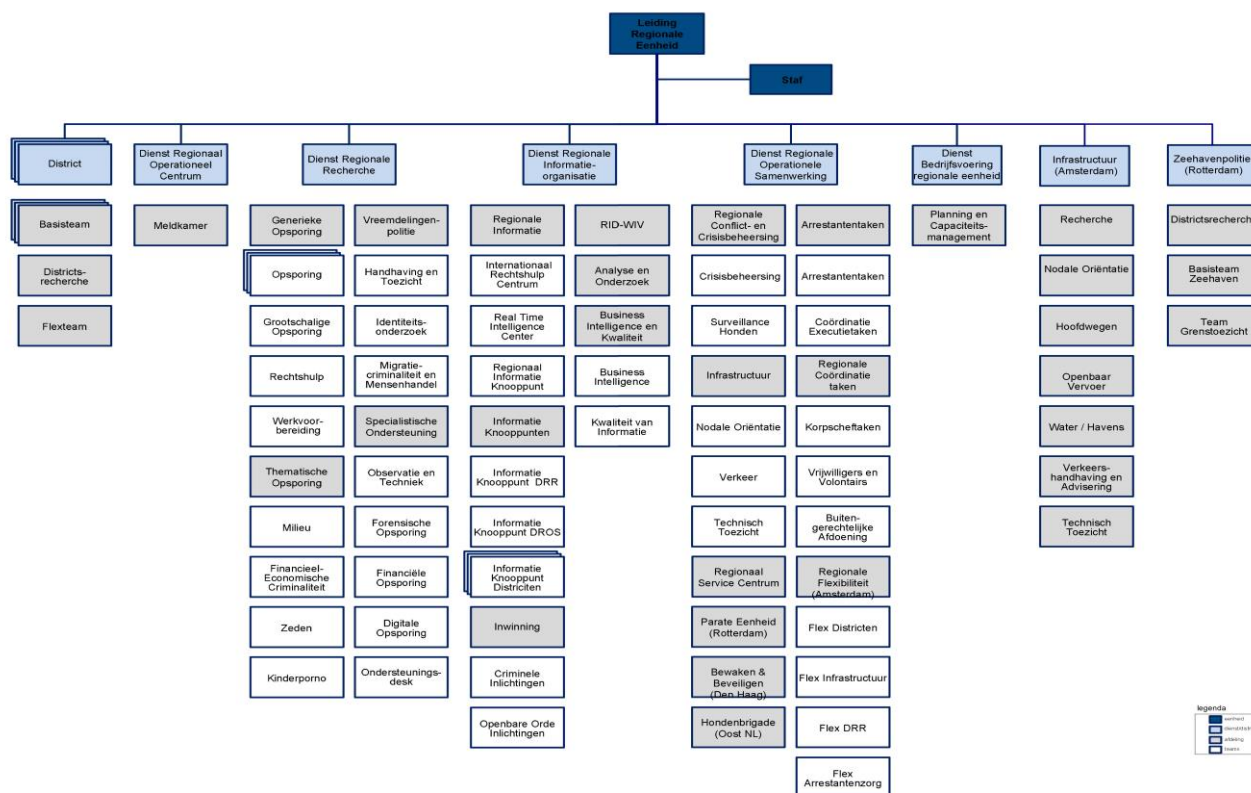 Leiding
Regionale
Eenheid
Staf
District
Dienst Regionaal
Operationeel
Centrum
Dienst Regionale
Recherche
Dienst Regionale
Informatie-
organisatie
Dienst Regionale
Operationele
Samenwerking
Dienst
Bedrijfsvoering
regionale eenheid
Infrastructuur
(Amsterdam)
Zeehavenpolitie
(Rotterdam)
Basisteam
Districts-
recherche
Flexteam
Meldkamer
Generieke
Opsporing
Opsporing
Grootschalige
Opsporing
Rechtshulp
Werkvoor-
bereiding
Thematische
Opsporing
Milieu
Financieel-
Economische
Criminaliteit
Zeden
Kinderporno
Vreemdelingen-
politie
Handhaving en
Toezicht
Identiteits-
onderzoek
Migratie-
criminaliteit en
Mensenhandel
Specialistische
Ondersteuning
Observatie en
Techniek
Forensische
Opsporing
Financiële
Opsporing
Digitale
Opsporing
Ondersteunings-
desk
Regionale
Informatie
Internationaal
Rechtshulp
Centrum
Real Time
Intelligence
Center
Regionaal
Informatie
Knooppunt
Informatie
Knooppunten
Informatie
Knooppunt DRR
Informatie
Knooppunt DROS
Informatie
Knooppunt
Districiten
Inwinning
Criminele
Inlichtingen
Openbare Orde
Inlichtingen
RID-WIV
Analyse en
Onderzoek
Business
Intelligence en
Kwaliteit
Business
Intelligence
Kwaliteit van
Informatie
Regionale
Conflict- en
Crisisbeheersing
Crisisbeheersing
Surveillance
Honden
Infrastructuur
Nodale Oriëntatie
Verkeer
Technisch
Toezicht
Regionaal
Service Centrum
Parate Eenheid
(Rotterdam)
Bewaken &
Beveiligen
(Den Haag)
Hondenbrigade
(Oost NL)
Arrestantentaken
Arrestantentaken
Coördinatie
Executietaken
Regionale
Coördinatie
taken
Korpscheftaken
Vrijwilligers en
Volontairs
Buiten-
gerechtelijke
Afdoening
Regionale
Flexibiliteit
(Amsterdam)
Flex Districten
Flex Infrastructuur
Flex DRR
Flex
Arrestantenzorg
Planning en
Capaciteits-
management
Recherche
Nodale Oriëntatie
Hoofdwegen
Openbaar
Vervoer
Water / Havens
Verkeers-
handhaving en
Advisering
Technisch
Toezicht
Districtsrecherch
Basisteam
Zeehaven
Team
Grenstoezicht
legenda
eenheid
afdeling
teams